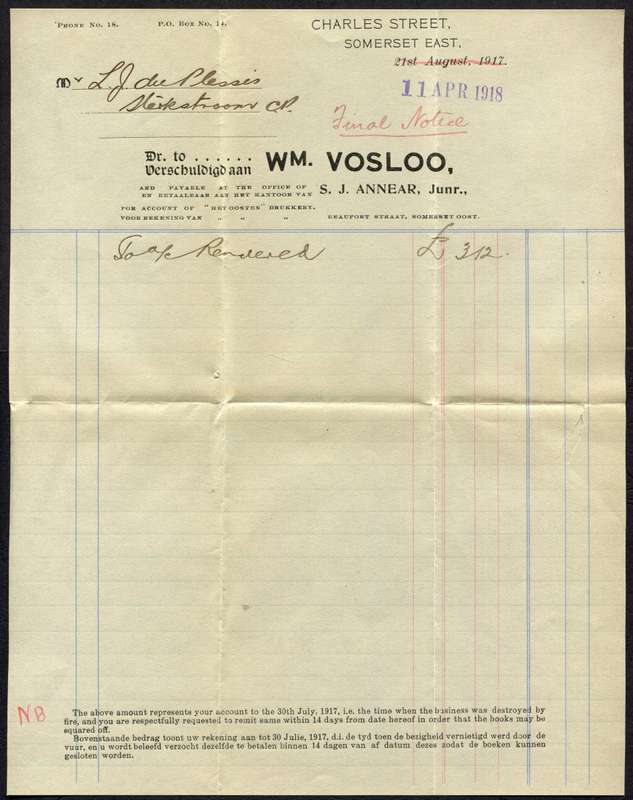 PHONE No. 18. P.O. BOX No. 14.
CHARLES STREET,
SOMERSET EAST,
21st August, 1917.
11 APR 1918
Mr L. J. du Plessis
Sterkstroom C.P.
Final Notice
Dr. to ......
Verschuldigd aan
WM. VOSLOO,
AND PAYABLE AT THE OFFICE OF
EN BETAALBAAR AAN HET KANTOOR VAN
S. J. ANNEAR, Junr.,
FOR ACCOUNT OF "HET OOSTEN" DRUKKERY.
VOOR REKENING VAN " " " BEAUFORT STRAAT, SOMERSET OOST.
To a/c Rendered £ 3/2.
NB
The above amount represents your account to the 30th July, 1917, i.e. the time when the business was destroyed by
fire, and you are respectfully requested to remit same within 14 days from date hereof in order that the books may be
squared off.
Bovenstaande bedrag toont uw rekening aan tot 30 Julie, 1917, d.i. de tyd toen de bezigheid vernietigd werd door de
vuur, en u wordt beleefd verzocht dezelfde te betalen binnen 14 dagen van af datum dezes zodat de boeken kunnen
gesloten worden.